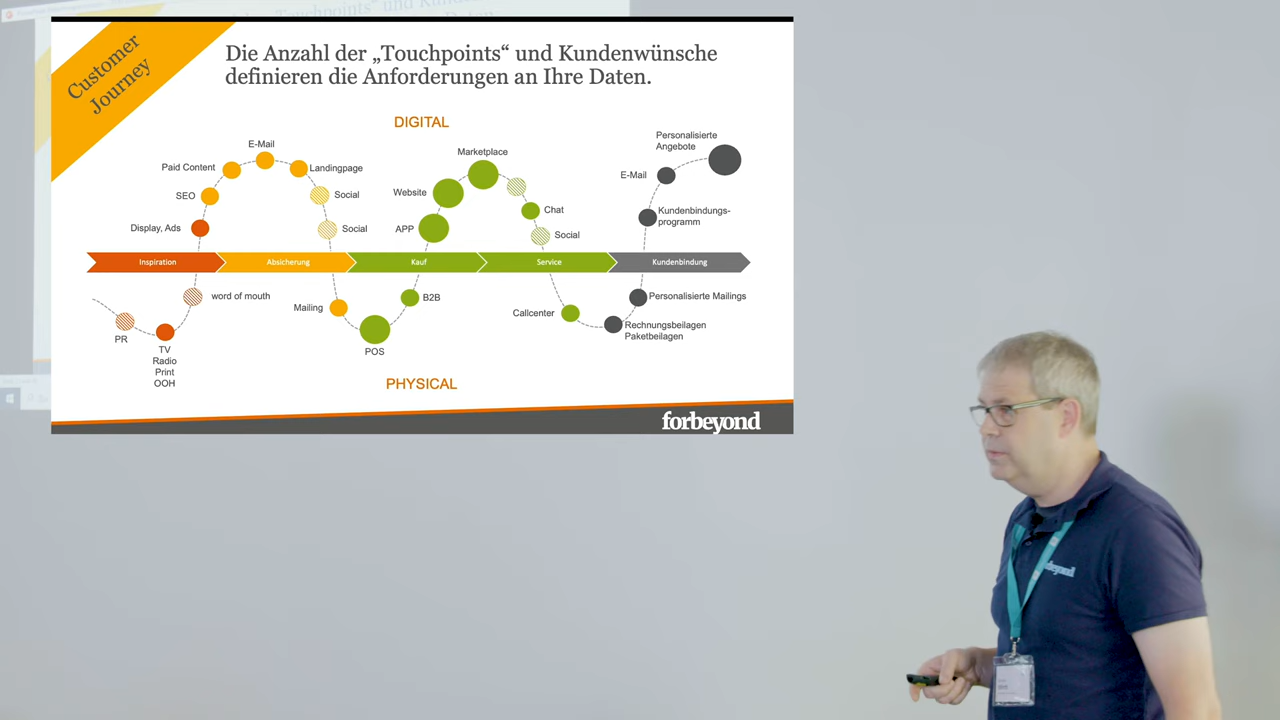 Customer
Journey
Die Anzahl der „Touchpoints“ und Kundenwünsche
definieren die Anforderungen an Ihre Daten.
DIGITAL
E-Mail
Paid Content
Landingpage
SEO
Social
Display, Ads
Social
Marketplace
Website
APP
Chat
Social
Personalisierte
Angebote
E-Mail
Kundenbindungs-
programm
Inspiration
Absicherung
Kauf
Service
Kundenbindung
word of mouth
PR
TV
Radio
Print
OOH
Mailing
B2B
POS
Callcenter
Personalisierte Mailings
Rechnungsbeilagen
Paketbeilagen
PHYSICAL
forbeyond